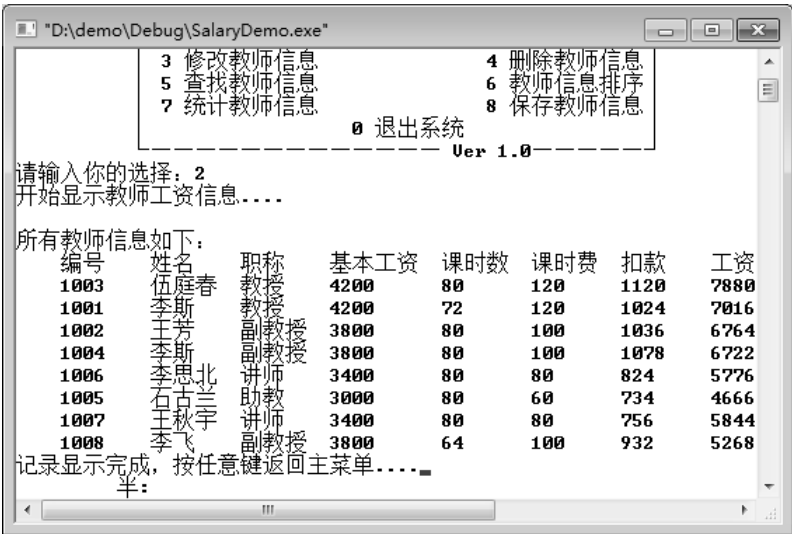 "D:\demo\Debug\SalaryDemo.exe"
3 修改教师信息 4 删除教师信息
5 查找教师信息 6 教师信息排序
7 统计教师信息 8 保存教师信息
0 退出系统
Ver 1.0
请输入你的选择：2
开始显示教师工资信息....
所有教师信息如下：
编号 姓名 职称 基本工资 课时数 课时费 扣款 工资
1003 伍庭春 教授 4200 80 120 1120 7880
1001 李斯 教授 4200 72 120 1024 7016
1002 王芳 副教授 3800 80 100 1036 6764
1004 李斯 副教授 3800 80 100 1078 6722
1006 李思北 讲师 3400 80 80 824 5776
1005 石古兰 助教 3000 80 60 734 4666
1007 王秋宇 讲师 3400 80 80 756 5844
1008 李飞 副教授 3800 64 100 932 5268
记录显示完成，按任意键返回主菜单....
半：